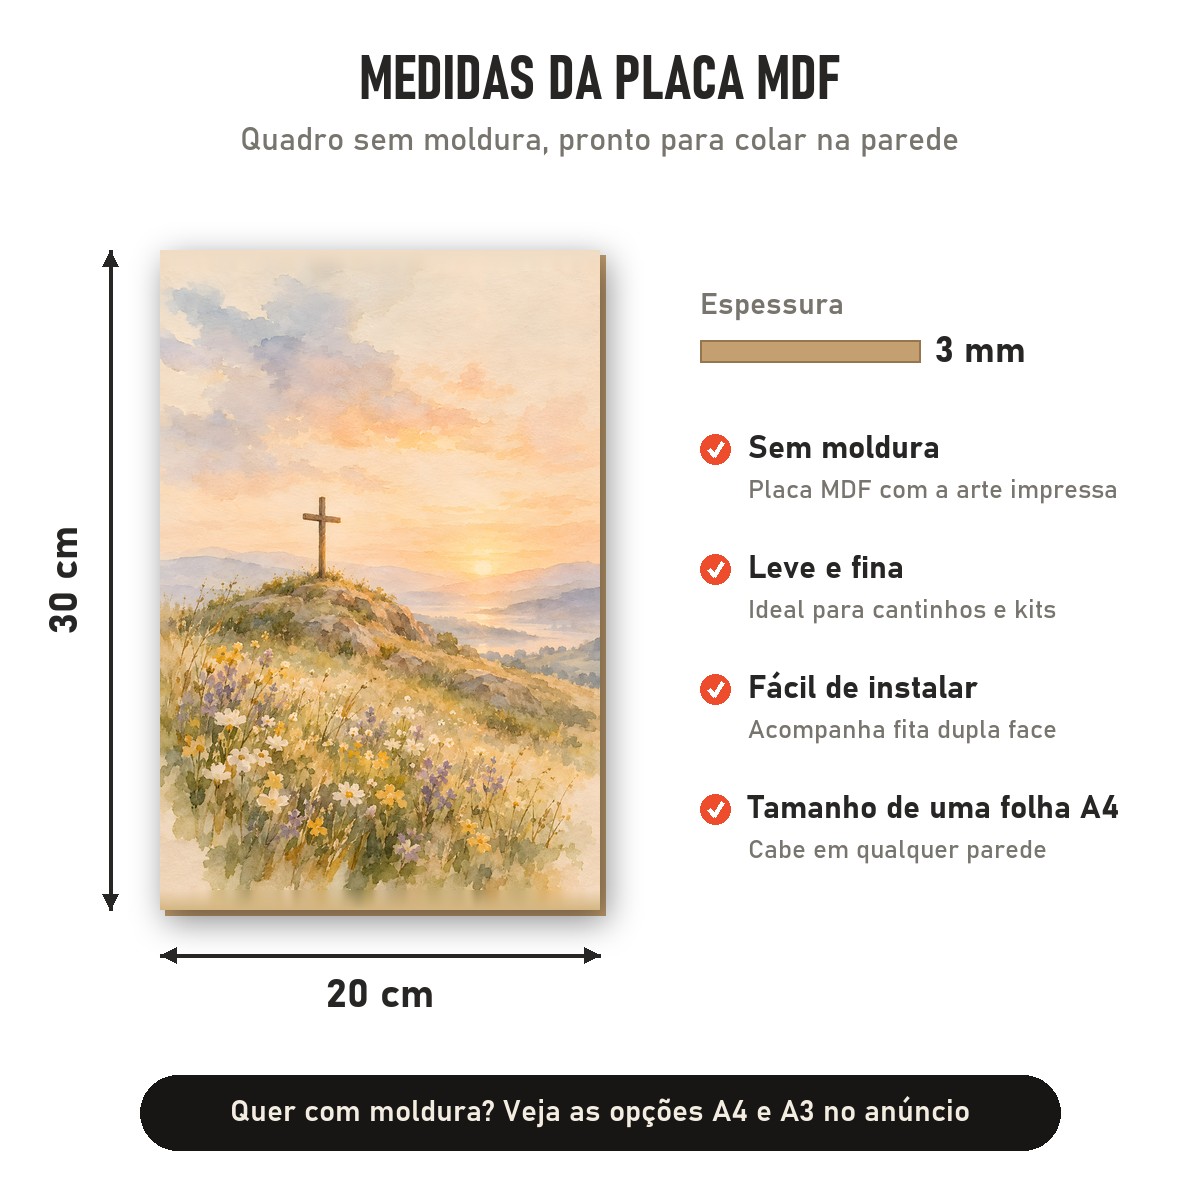 MEDIDAS DA PLACA MDF
Quadro sem moldura, pronto para colar na parede
30 cm
20 cm
Espessura
3 mm
Sem moldura
Placa MDF com a arte impressa
Leve e fina
Ideal para cantinhos e kits
Fácil de instalar
Acompanha fita dupla face
Tamanho de uma folha A4
Cabe em qualquer parede
Quer com moldura? Veja as opções A4 e A3 no anúncio